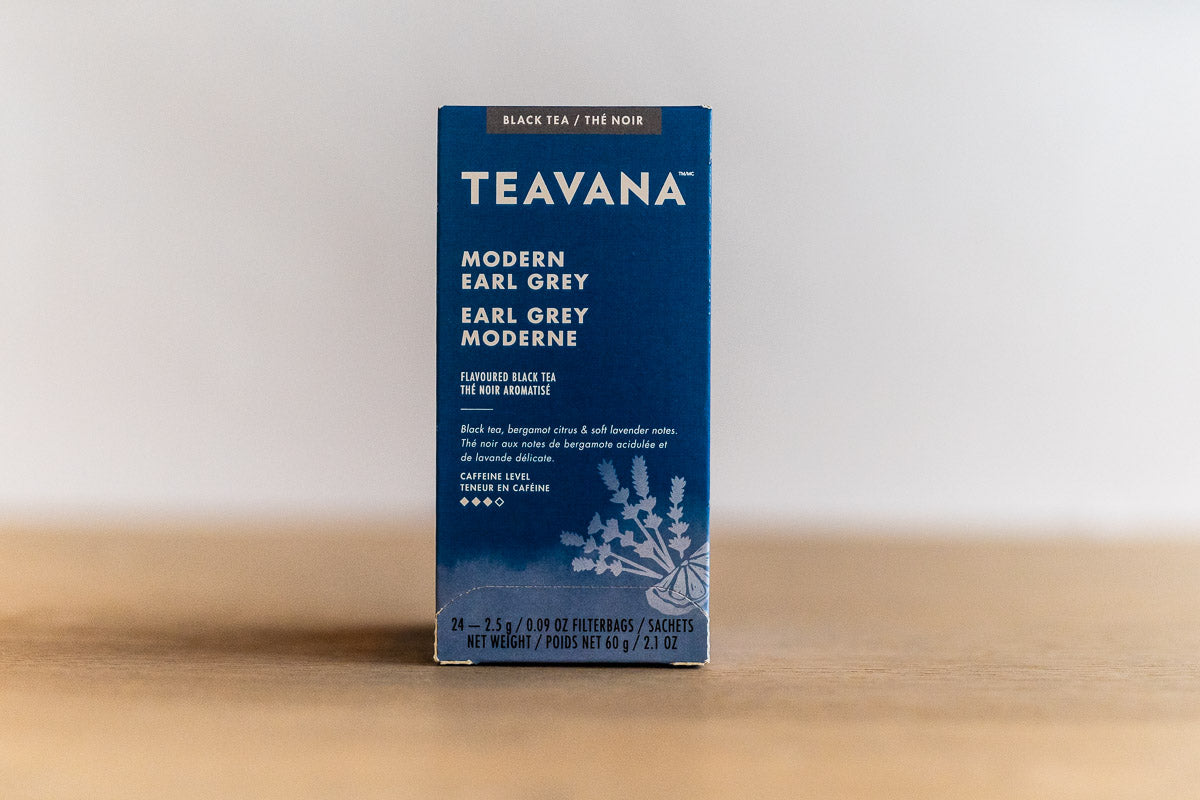 BLACK TEA / THÉ NOIR
TEAVANA™/MC
MODERN
EARL GREY
EARL GREY
MODERNE
FLAVOURED BLACK TEA
THÉ NOIR AROMATISÉ
Black tea, bergamot citrus & soft lavender notes.
Thé noir aux notes de bergamote acidulée et
de lavande délicate.
CAFFEINE LEVEL
TENEUR EN CAFÉINE
24 — 2.5 g / 0.09 OZ FILTERBAGS / SACHETS
NET WEIGHT / POIDS NET 60 g / 2.1 OZ